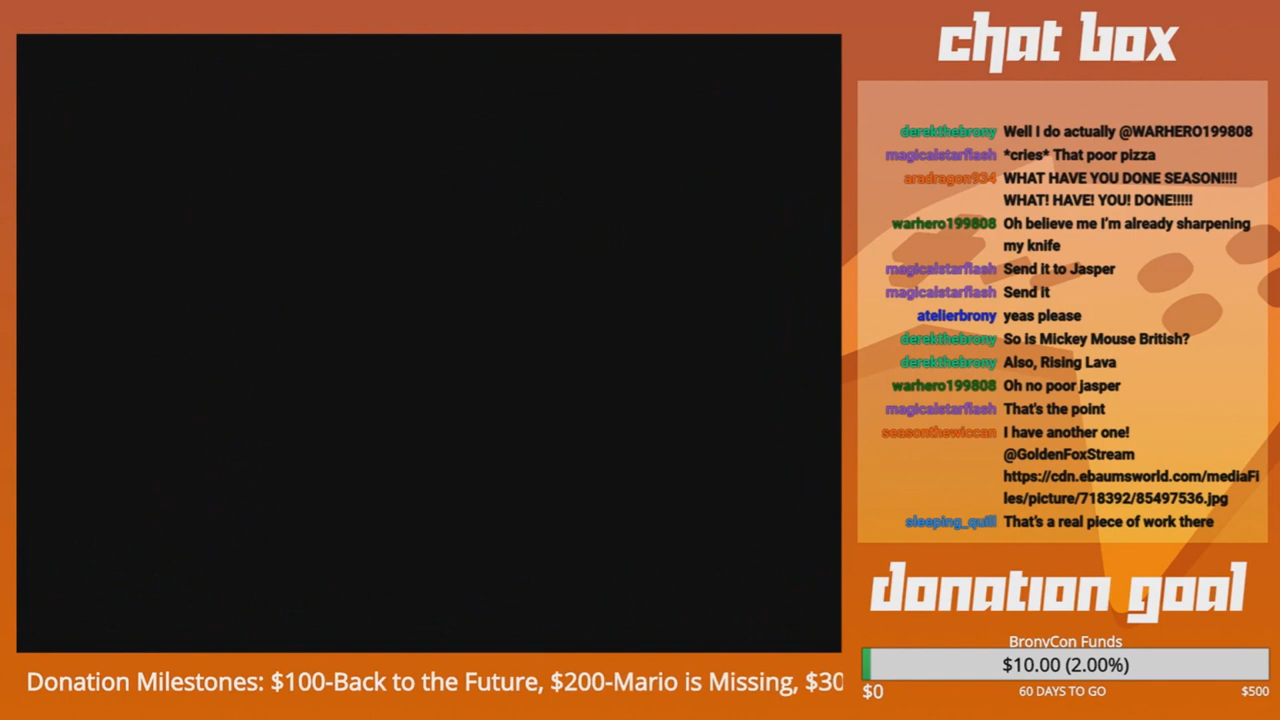 chat box
derekthebrony Well I do actually @WARHERO199808
magicalstarflash *cries* That poor pizza
aradragon934 WHAT HAVE YOU DONE SEASON!!!!
WHAT! HAVE! YOU! DONE!!!!!
warhero199808 Oh believe me I'm already sharpening
my knife
magicalstarflash Send it to Jasper
magicalstarflash Send it
atelierbrony yeas please
derekthebrony So is Mickey Mouse British?
derekthebrony Also, Rising Lava
warhero199808 Oh no poor jasper
magicalstarflash That's the point
seasonthewiccan I have another one!
@GoldenFoxStream
https://cdn.ebaumsworld.com/mediaFi
les/picture/718392/85497536.jpg
sleeping_quill That's a real piece of work there
donation goal
BronyCon Funds
$10.00 (2.00%)
$0 60 DAYS TO GO $500
Donation Milestones: $100-Back to the Future, $200-Mario is Missing, $30